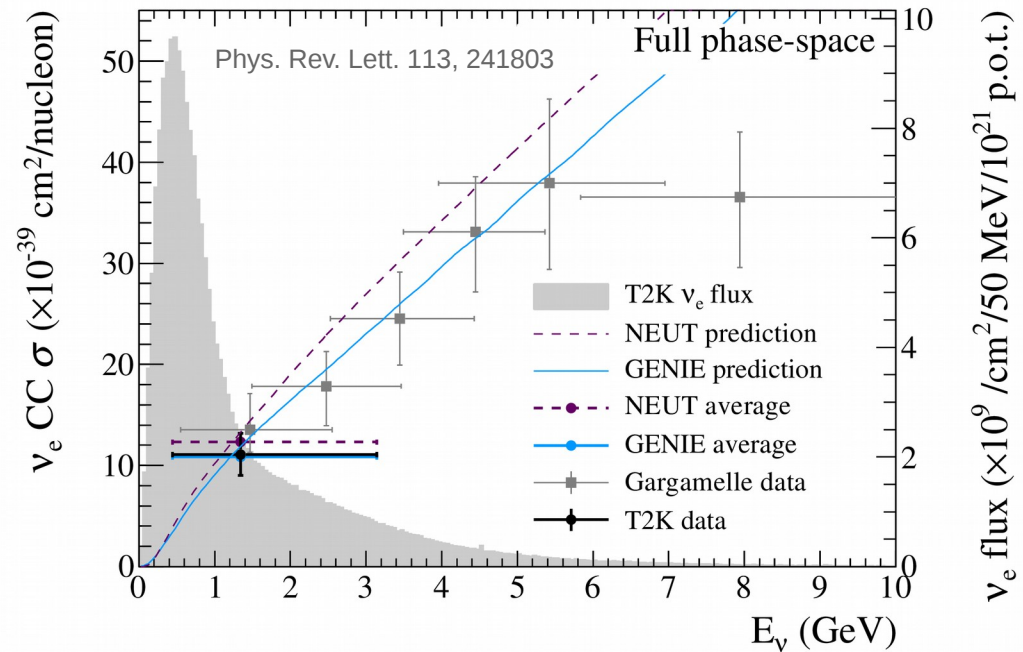 Phys. Rev. Lett. 113, 241803
Full phase-space
νe CC σ (×10-39 cm2/nucleon)
50
40
30
20
10
0
10
8
6
4
2
0
νe flux (×109 /cm2/50 MeV/1021 p.o.t.)
T2K νe flux
NEUT prediction
GENIE prediction
NEUT average
GENIE average
Gargamelle data
T2K data
0 1 2 3 4 5 6 7 8 9 10
Eν (GeV)